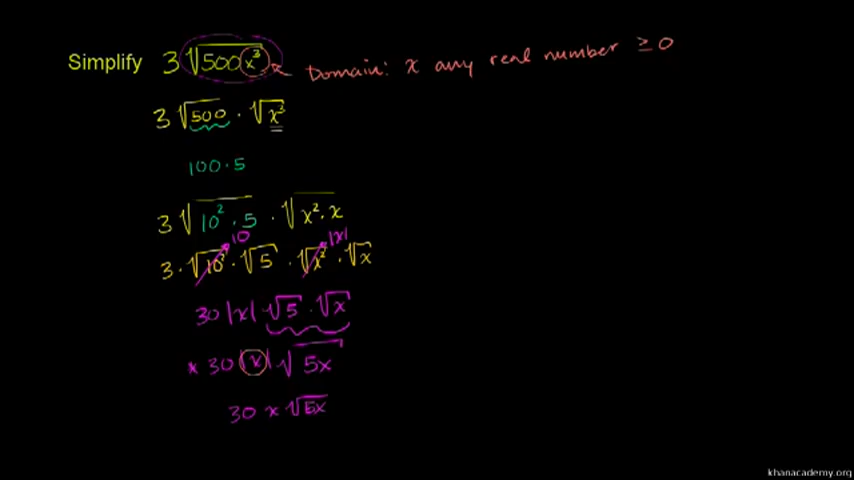 Simplify 3√500x³ Domain: x any real number ≥ 0
3√500 · √x³
100·5
3√10²·5 · √x²·x
10 |x|
3·√10²·√5 · √x² · √x
30|x|√5·√x
* 30|x|√5x
30x√5x
khanacademy.org